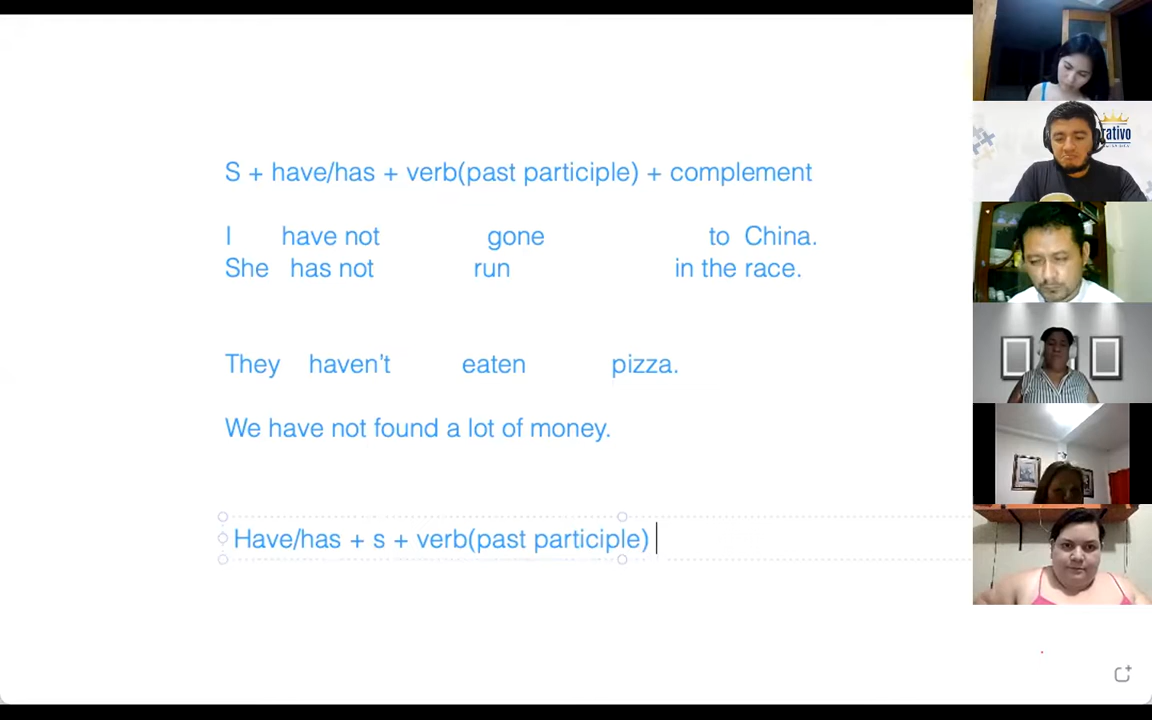 S + have/has + verb(past participle) + complement
I have not gone to China.
She has not run in the race.
They haven't eaten pizza.
We have not found a lot of money.
Have/has + s + verb(past participle)
rativo